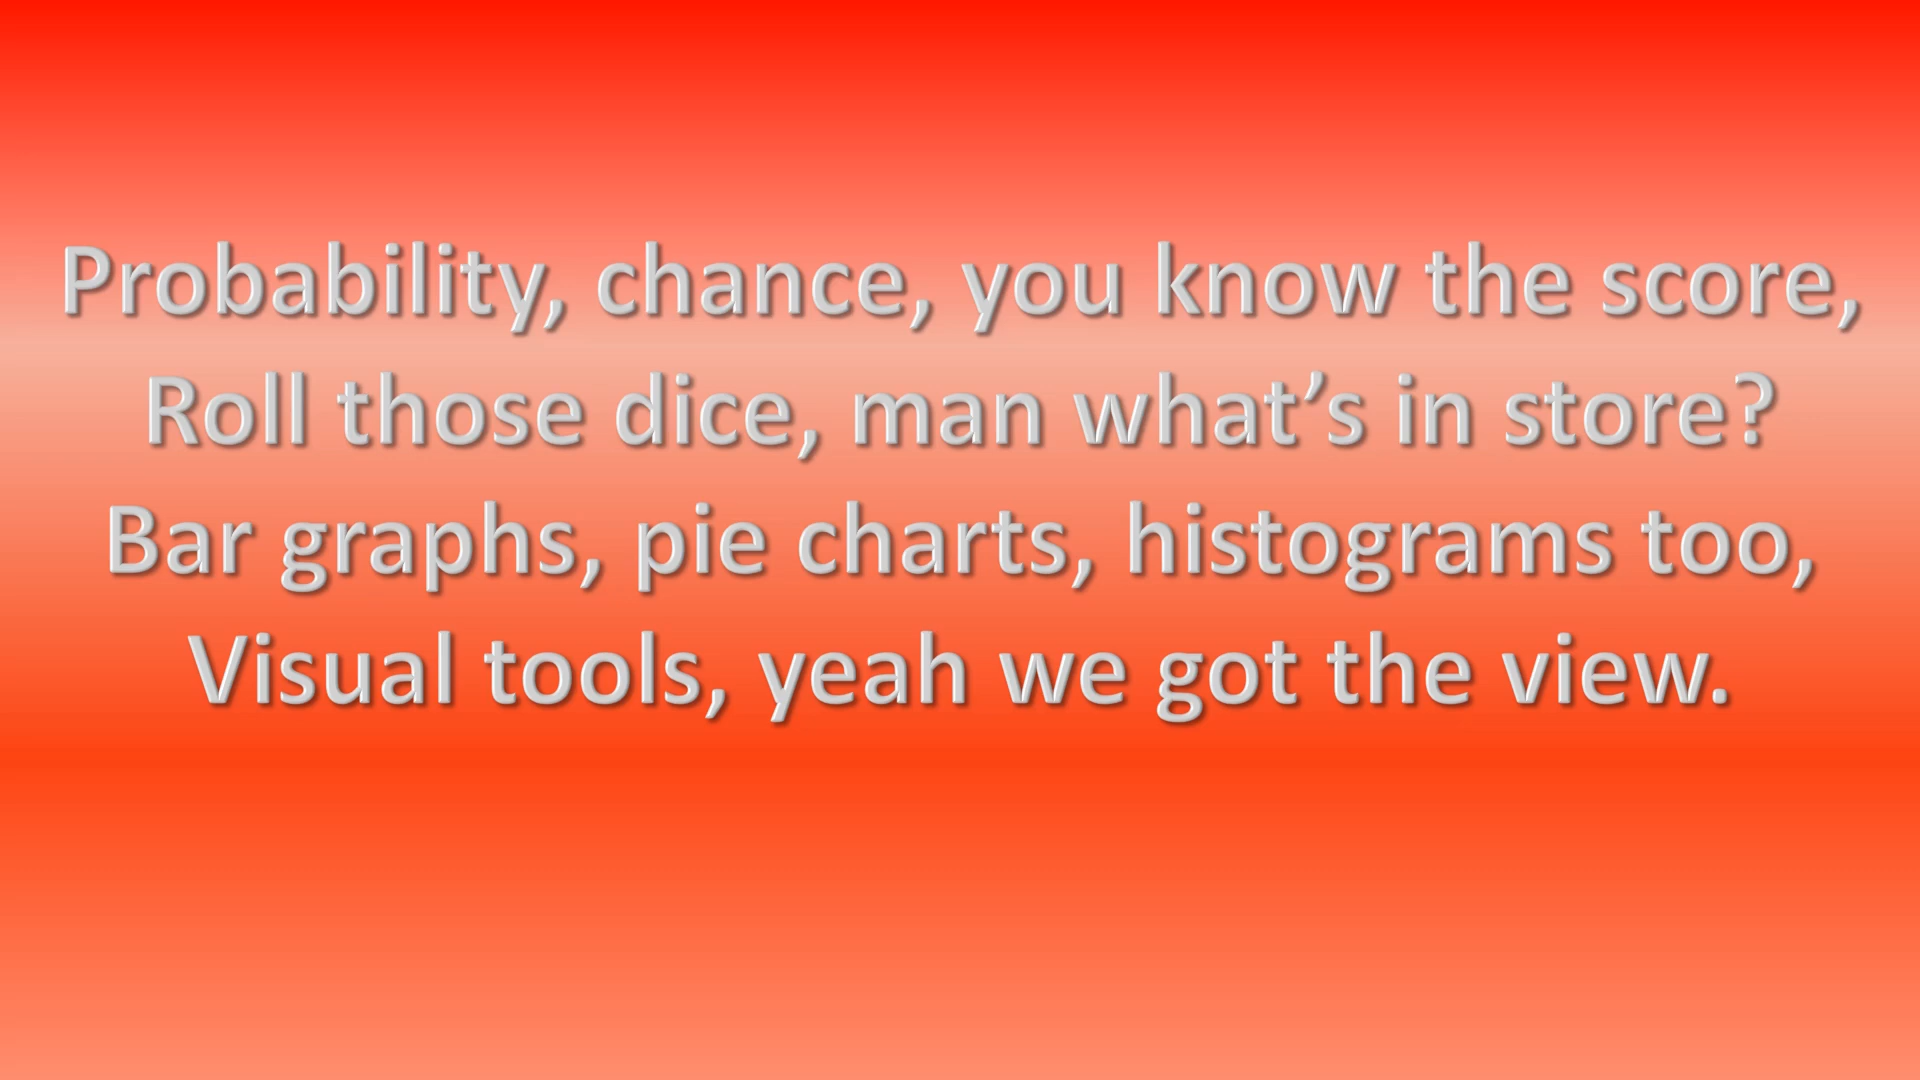 Probability, chance, you know the score,
Roll those dice, man what’s in store?
Bar graphs, pie charts, histograms too,
Visual tools, yeah we got the view.